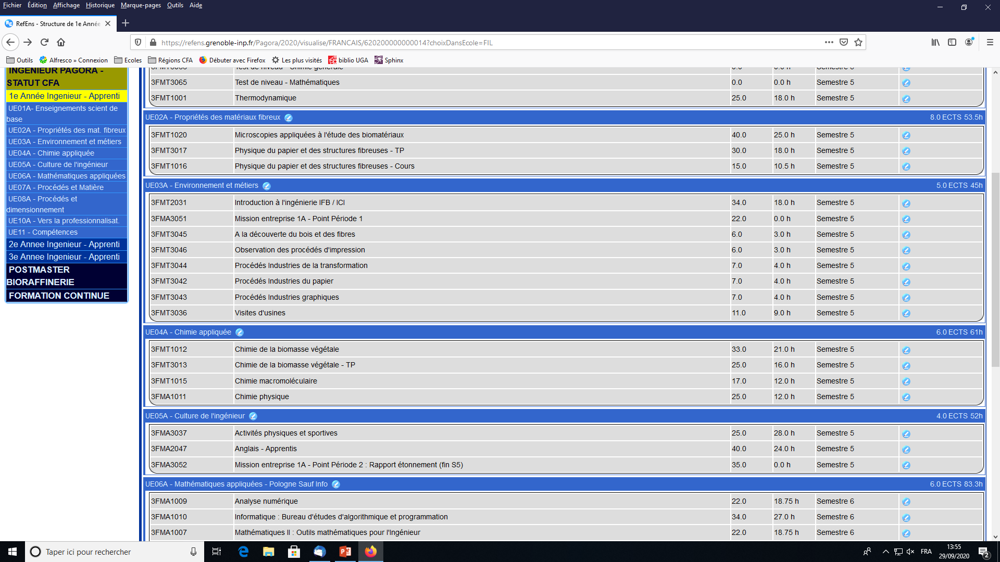 Fichier Édition Affichage Historique Marque-pages Outils Aide
RefEns - Structure de 1e Année
https://refens.grenoble-inp.fr/Pagora/2020/visualise/FRANCAIS/620200000000014?choixDansEcole=FIL
Outils Alfresco » Connexion Ecoles Régions CFA Débuter avec Firefox Les plus visités biblio UGA Sphinx
INGENIEUR PAGORA -
STATUT CFA
1e Année Ingenieur - Apprenti
UE01A- Enseignements scient de
base
UE02A - Propriétés des mat. fibreux
UE03A - Environnement et métiers
UE04A - Chimie appliquée
UE05A - Culture de l'ingénieur
UE06A - Mathématiques appliquées
UE07A - Procédés et Matière
UE08A - Procédés et
dimensionnement
UE10A - Vers la professionnalisat.
UE11 - Compétences
2e Annee Ingenieur - Apprenti
3e Annee Ingenieur - Apprenti
POSTMASTER
BIORAFFINERIE
FORMATION CONTINUE
Test de niveau - Chimie générale 0.0 0.0 h Semestre 5
3FMT3065 Test de niveau - Mathématiques 0.0 0.0 h Semestre 5
3FMT1001 Thermodynamique 25.0 18.0 h Semestre 5
UE02A - Propriétés des matériaux fibreux 8.0 ECTS 53.5h
3FMT1020 Microscopies appliquées à l'étude des biomatériaux 40.0 25.0 h Semestre 5
3FMT3017 Physique du papier et des structures fibreuses - TP 30.0 18.0 h Semestre 5
3FMT1016 Physique du papier et des structures fibreuses - Cours 15.0 10.5 h Semestre 5
UE03A - Environnement et métiers 5.0 ECTS 45h
3FMT2031 Introduction à l'ingénierie IFB / ICI 34.0 18.0 h Semestre 5
3FMA3051 Mission entreprise 1A - Point Période 1 22.0 0.0 h Semestre 5
3FMT3045 A la découverte du bois et des fibres 6.0 3.0 h Semestre 5
3FMT3046 Observation des procédés d'impression 6.0 3.0 h Semestre 5
3FMT3044 Procédés Industries de la transformation 7.0 4.0 h Semestre 5
3FMT3042 Procédés Industries du papier 7.0 4.0 h Semestre 5
3FMT3043 Procédés Industries graphiques 7.0 4.0 h Semestre 5
3FMT3036 Visites d'usines 11.0 9.0 h Semestre 5
UE04A - Chimie appliquée 6.0 ECTS 61h
3FMT1012 Chimie de la biomasse végétale 33.0 21.0 h Semestre 5
3FMT3013 Chimie de la biomasse végétale - TP 25.0 16.0 h Semestre 5
3FMT1015 Chimie macromoléculaire 17.0 12.0 h Semestre 5
3FMA1011 Chimie physique 25.0 12.0 h Semestre 5
UE05A - Culture de l'ingénieur 4.0 ECTS 52h
3FMA3037 Activités physiques et sportives 25.0 28.0 h Semestre 5
3FMA2047 Anglais - Apprentis 40.0 24.0 h Semestre 5
3FMA3052 Mission entreprise 1A - Point Période 2 : Rapport étonnement (fin S5) 35.0 0.0 h Semestre 5
UE06A - Mathématiques appliquées - Pologne Sauf Info 6.0 ECTS 83.3h
3FMA1009 Analyse numérique 22.0 18.75 h Semestre 6
3FMA1010 Informatique : Bureau d'études d'algorithmique et programmation 34.0 27.0 h Semestre 6
3FMA1007 Mathématiques II : Outils mathématiques pour l'Ingénieur 22.0 18.75 h Semestre 6
Taper ici pour rechercher
FRA
13:55
29/09/2020
2